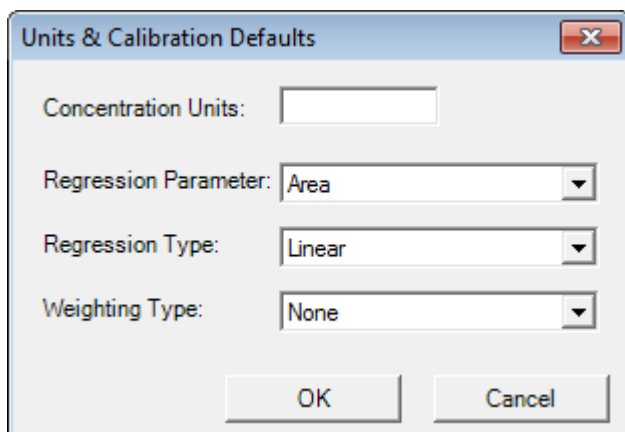 Units & Calibration Defaults
Concentration Units:
Regression Parameter: Area
Regression Type: Linear
Weighting Type: None
OK Cancel